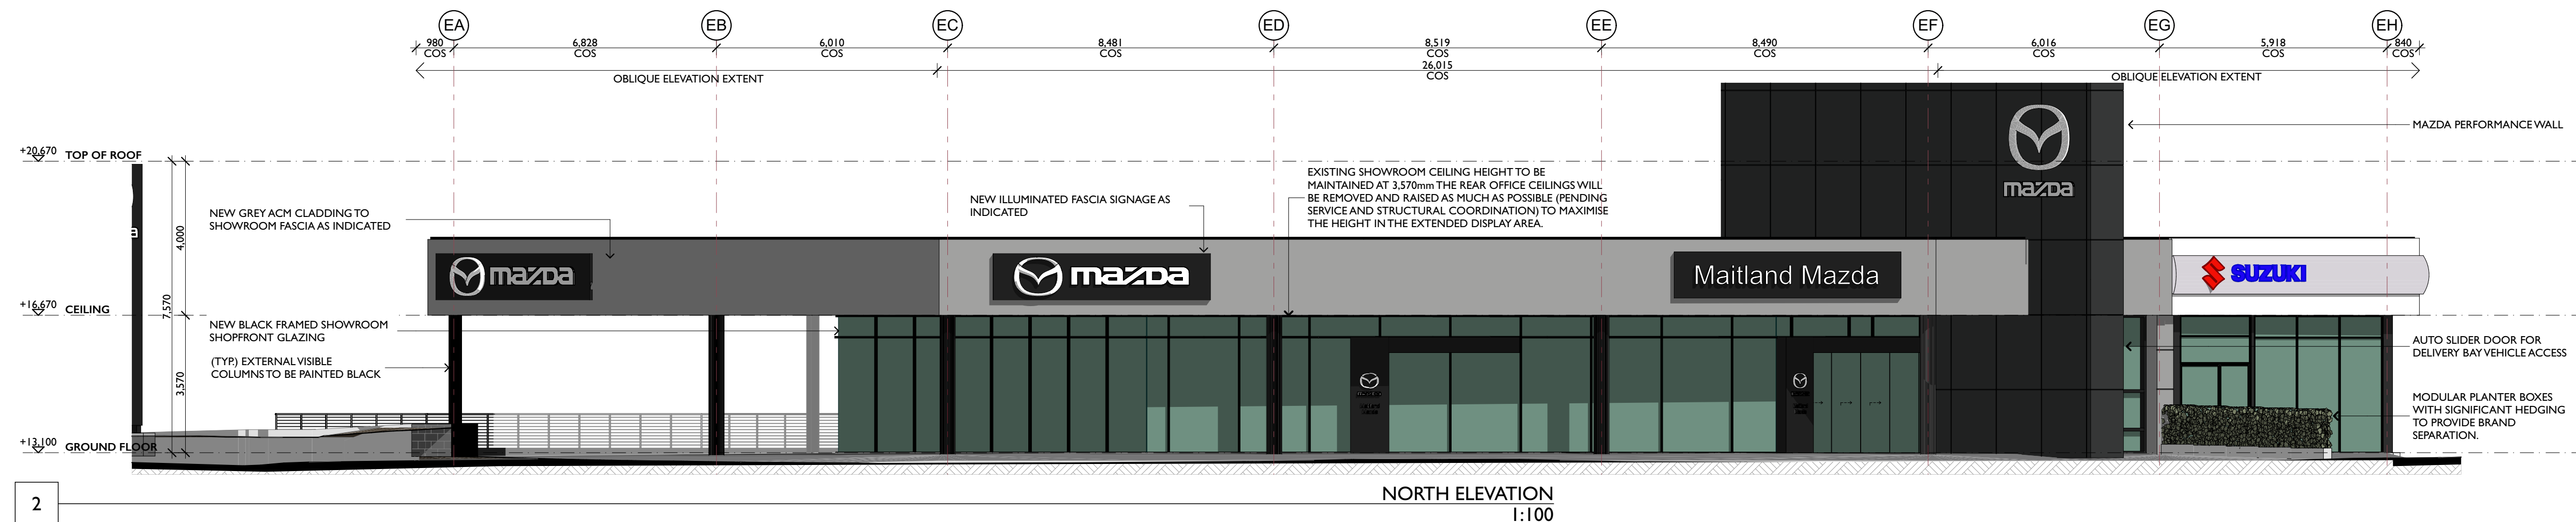 EA EB EC ED EE EF EG EH
980 6,828 6,010 8,481 8,519 8,490 6,016 5,918 840
COS COS COS COS COS COS COS COS COS
26,015
COS
OBLIQUE ELEVATION EXTENT
OBLIQUE ELEVATION EXTENT
MAZDA PERFORMANCE WALL
+20,670 TOP OF ROOF
mazda
EXISTING SHOWROOM CEILING HEIGHT TO BE
MAINTAINED AT 3,570mm THE REAR OFFICE CEILINGS WILL
BE REMOVED AND RAISED AS MUCH AS POSSIBLE (PENDING
SERVICE AND STRUCTURAL COORDINATION) TO MAXIMISE
THE HEIGHT IN THE EXTENDED DISPLAY AREA.
NEW ILLUMINATED FASCIA SIGNAGE AS
INDICATED
NEW GREY ACM CLADDING TO
SHOWROOM FASCIA AS INDICATED
a
4,000
7,570
3,570
mazda
mazda
Maitland Mazda
SUZUKI
+16,670 CEILING
NEW BLACK FRAMED SHOWROOM
SHOPFRONT GLAZING
(TYP) EXTERNAL VISIBLE
COLUMNS TO BE PAINTED BLACK
AUTO SLIDER DOOR FOR
DELIVERY BAY VEHICLE ACCESS
MODULAR PLANTER BOXES
WITH SIGNIFICANT HEDGING
TO PROVIDE BRAND
SEPARATION.
+13,100 GROUND FLOOR
2
NORTH ELEVATION
1:100